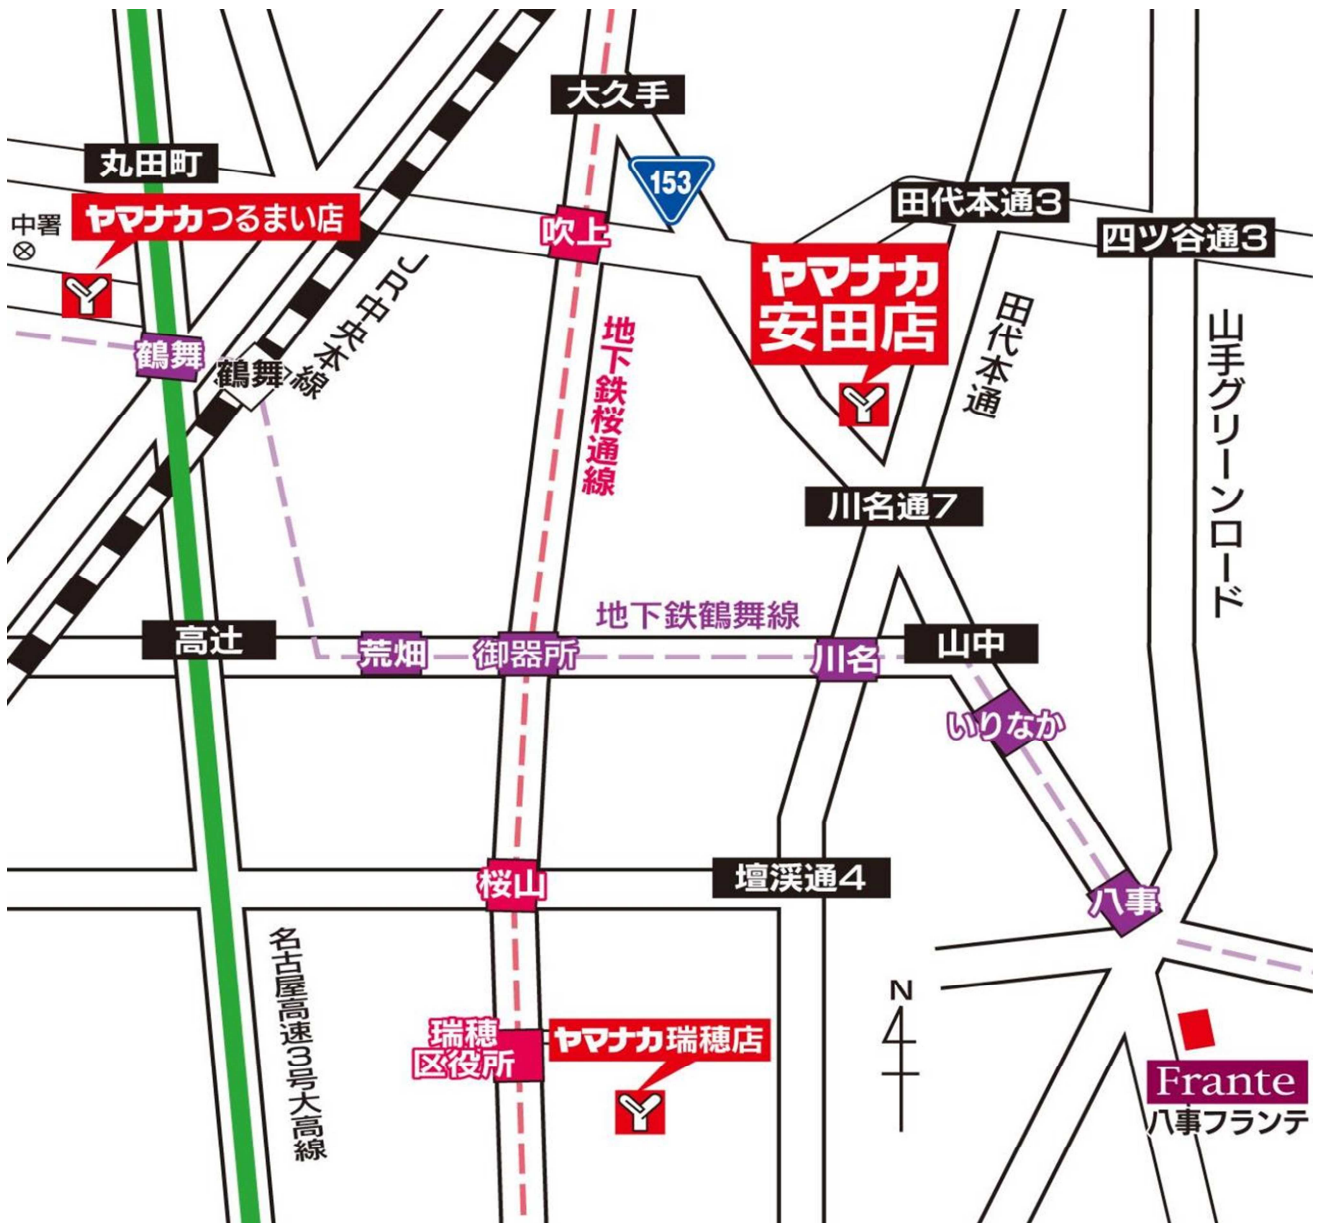 大久手
丸田町
153
中署
ヤマナカつるまい店
吹上
田代本通3
四ツ谷通3
ヤマナカ
安田店
JR中央本線
鶴舞
鶴舞
地下鉄桜通線
田代本通
山手グリーンロード
川名通7
地下鉄鶴舞線
高辻
荒畑
御器所
川名
山中
いりなか
桜山
壇渓通4
八事
名古屋高速3号大高線
N
瑞穂
区役所
ヤマナカ瑞穂店
Frante
八事フランテ